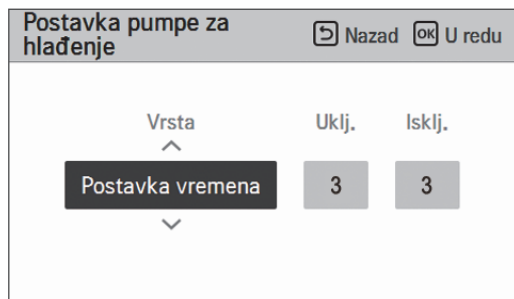 Postavka pumpe za
hlađenje
Nazad OK U redu
Vrsta Uklj. Isklj.
Postavka vremena 3 3